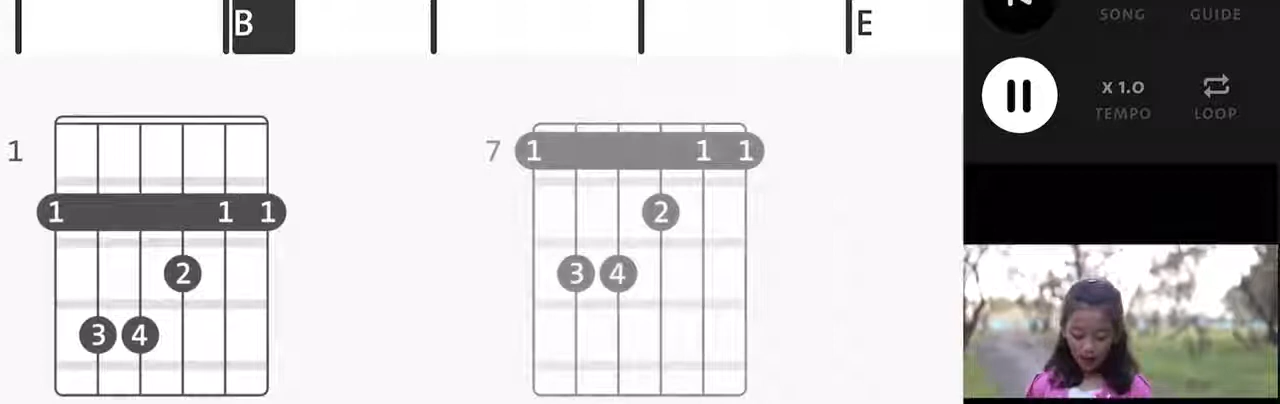 B E
SONG GUIDE
x 1.0
TEMPO LOOP
1 7
1 1 1
1 1 1
2
2
3 4
3 4